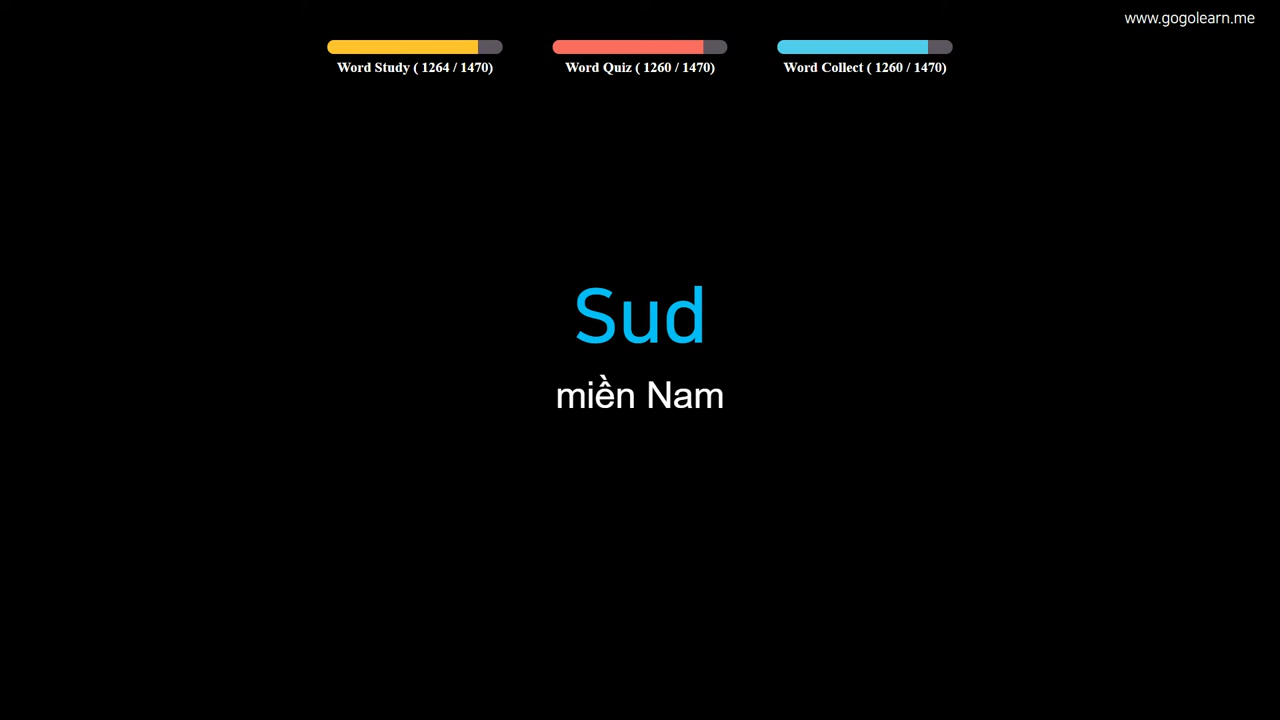 www.gogolearn.me
Word Study ( 1264 / 1470)
Word Quiz ( 1260 / 1470)
Word Collect ( 1260 / 1470)
Sud
miền Nam